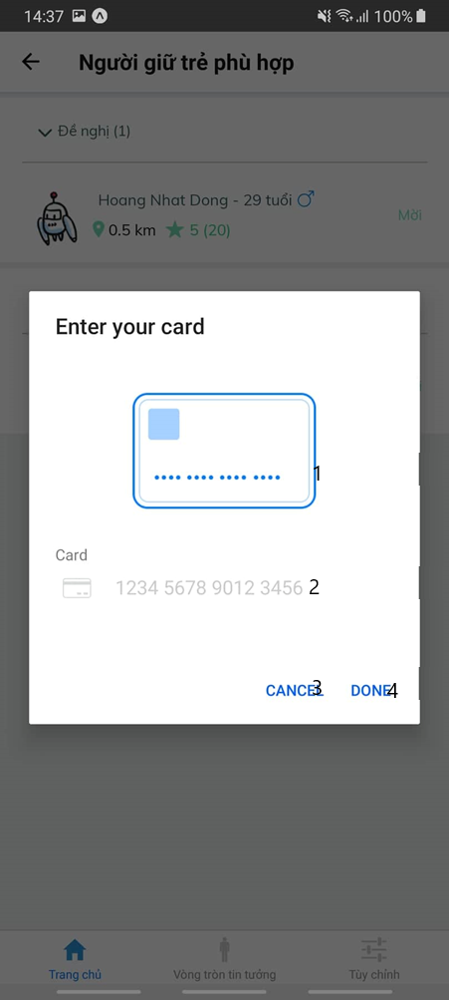 14:37 100%
Người giữ trẻ phù hợp
Đề nghị (1)
Hoang Nhat Dong - 29 tuổi
0.5 km 5 (20)
Mời
Enter your card
1
Card
1234 5678 9012 3456 2
CANCEL 3 DONE 4
Trang chủ Vòng tròn tin tưởng Tùy chỉnh